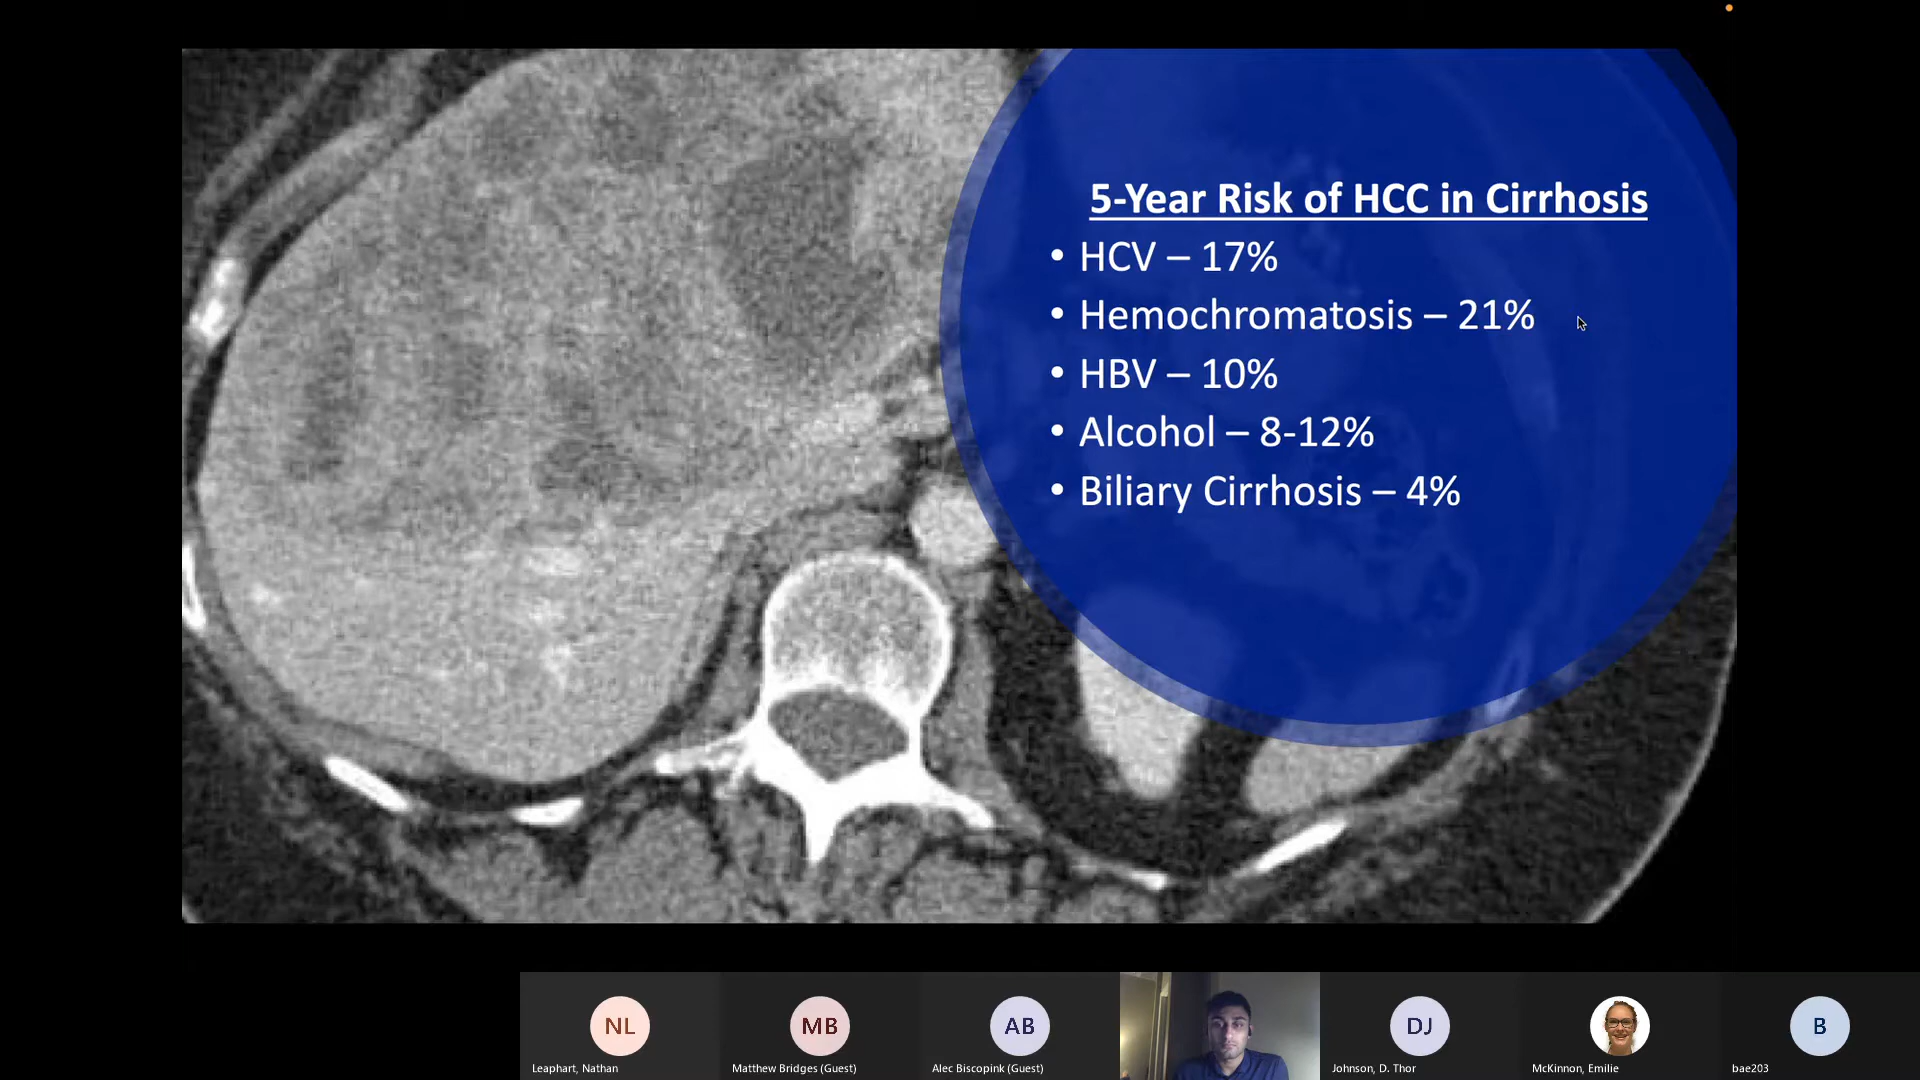 5-Year Risk of HCC in Cirrhosis
• HCV – 17%
• Hemochromatosis – 21%
• HBV – 10%
• Alcohol – 8-12%
• Biliary Cirrhosis – 4%
NL
MB
AB
DJ
B
Leaphart, Nathan
Matthew Bridges (Guest)
Alec Biscopink (Guest)
Johnson, D. Thor
McKinnon, Emilie
bae203